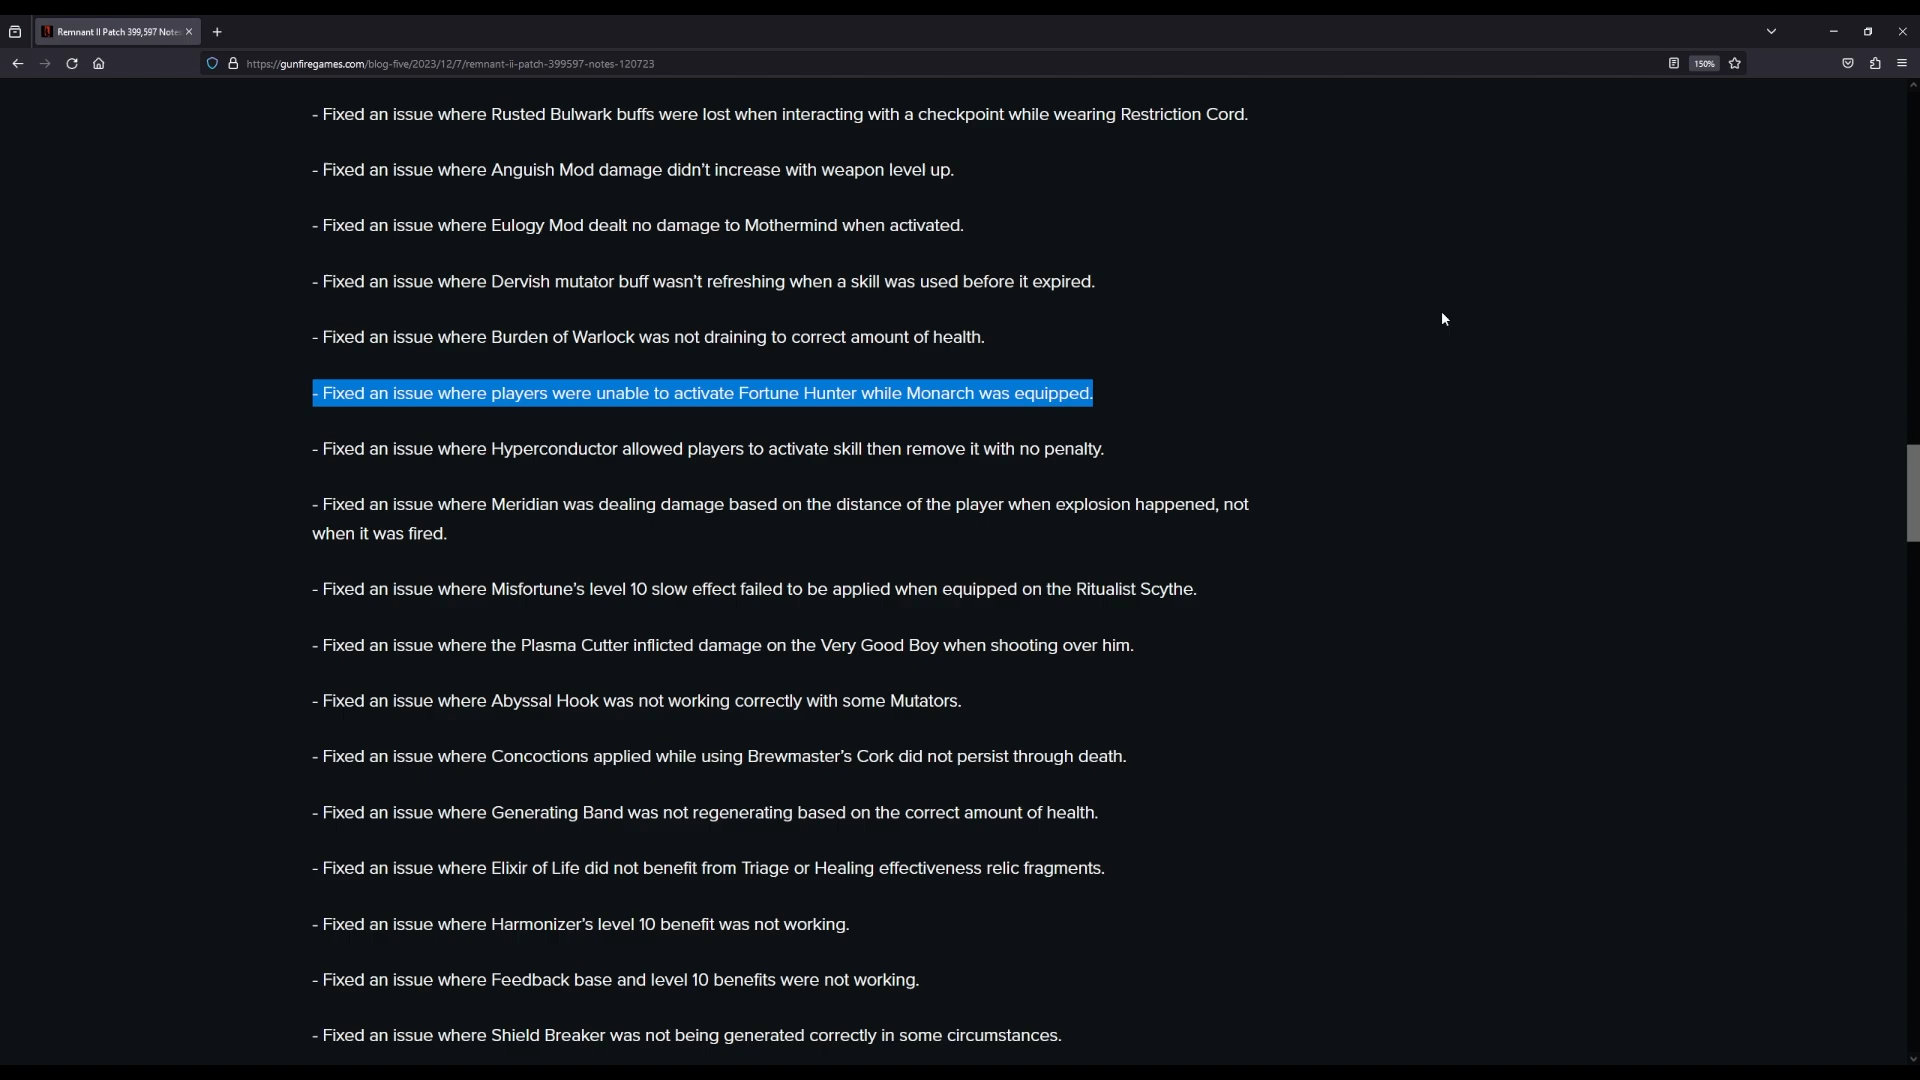 Remnant II Patch 399,597 Notes
https://gunfiregames.com/blog-five/2023/12/7/remnant-ii-patch-399597-notes-120723
150%
- Fixed an issue where Rusted Bulwark buffs were lost when interacting with a checkpoint while wearing Restriction Cord.
- Fixed an issue where Anguish Mod damage didn’t increase with weapon level up.
- Fixed an issue where Eulogy Mod dealt no damage to Mothermind when activated.
- Fixed an issue where Dervish mutator buff wasn’t refreshing when a skill was used before it expired.
- Fixed an issue where Burden of Warlock was not draining to correct amount of health.
- Fixed an issue where players were unable to activate Fortune Hunter while Monarch was equipped.
- Fixed an issue where Hyperconductor allowed players to activate skill then remove it with no penalty.
- Fixed an issue where Meridian was dealing damage based on the distance of the player when explosion happened, not
when it was fired.
- Fixed an issue where Misfortune’s level 10 slow effect failed to be applied when equipped on the Ritualist Scythe.
- Fixed an issue where the Plasma Cutter inflicted damage on the Very Good Boy when shooting over him.
- Fixed an issue where Abyssal Hook was not working correctly with some Mutators.
- Fixed an issue where Concoctions applied while using Brewmaster’s Cork did not persist through death.
- Fixed an issue where Generating Band was not regenerating based on the correct amount of health.
- Fixed an issue where Elixir of Life did not benefit from Triage or Healing effectiveness relic fragments.
- Fixed an issue where Harmonizer’s level 10 benefit was not working.
- Fixed an issue where Feedback base and level 10 benefits were not working.
- Fixed an issue where Shield Breaker was not being generated correctly in some circumstances.